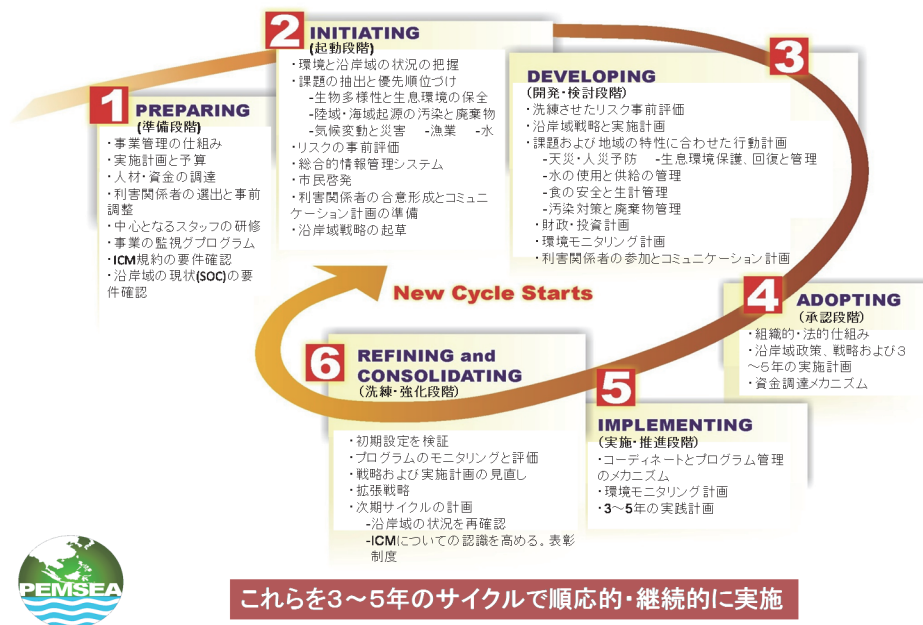 1 PREPARING
(準備段階)
・事業管理の仕組み
・実施計画と予算
・人材・資金の調達
・利害関係者の選出と事前
調整
・中心となるスタッフの研修
・事業の監視グプログラム
・ICM規約の要件確認
・沿岸域の現状(SOC)の要
件確認
2 INITIATING
(起動段階)
・環境と沿岸域の状況の把握
・課題の抽出と優先順位づけ
-生物多様性と生息環境の保全
-陸域・海域起源の汚染と廃棄物
-気候変動と災害 -漁業 -水
・リスクの事前評価
・総合的情報管理システム
・市民啓発
・利害関係者の合意形成とコミュニ
ケーション計画の準備
・沿岸域戦略の起草
3
DEVELOPING
(開発・検討段階)
・洗練させたリスク事前評価
・沿岸域戦略と実施計画
・課題および地域の特性に合わせた行動計画
-天災・人災予防 -生息環境保護、回復と管理
-水の使用と供給の管理
-食の安全と生計管理
-汚染対策と廃棄物管理
・財政・投資計画
・環境モニタリング計画
・利害関係者の参加とコミュニケーション計画
4 ADOPTING
(承認段階)
・組織的・法的仕組み
・沿岸域政策、戦略および3
～5年の実施計画
・資金調達メカニズム
5
IMPLEMENTING
(実施・推進段階)
・コーディネートとプログラム管理
のメカニズム
・環境モニタリング計画
・3～5年の実践計画
6 REFINING and
CONSOLIDATING
(洗練・強化段階)
・初期設定を検証
・プログラムのモニタリングと評価
・戦略および実施計画の見直し
・拡張戦略
・次期サイクルの計画
-沿岸域の状況を再確認
-ICMについての認識を高める。表彰
制度
New Cycle Starts
PEMSEA
これらを3～5年のサイクルで順応的・継続的に実施